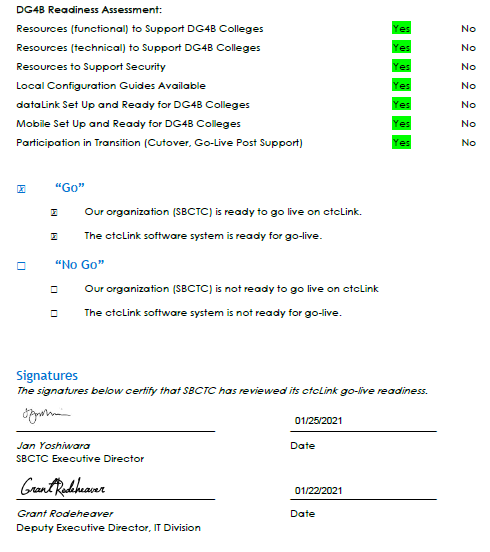 DG4B Readiness Assessment:
Resources (functional) to Support DG4B Colleges Yes No
Resources (technical) to Support DG4B Colleges Yes No
Resources to Support Security Yes No
Local Configuration Guides Available Yes No
dataLink Set Up and Ready for DG4B Colleges Yes No
Mobile Set Up and Ready for DG4B Colleges Yes No
Participation in Transition (Cutover, Go-Live Post Support) Yes No
☒ “Go”
☒ Our organization (SBCTC) is ready to go live on ctcLink.
☒ The ctcLink software system is ready for go-live.
☐ “No Go”
☐ Our organization (SBCTC) is not ready to go live on ctcLink
☐ The ctcLink software system is not ready for go-live.
Signatures
The signatures below certify that SBCTC has reviewed its ctcLink go-live readiness.
01/25/2021
Jan Yoshiwara Date
SBCTC Executive Director
Grant Rodeheaver 01/22/2021
Grant Rodeheaver Date
Deputy Executive Director, IT Division